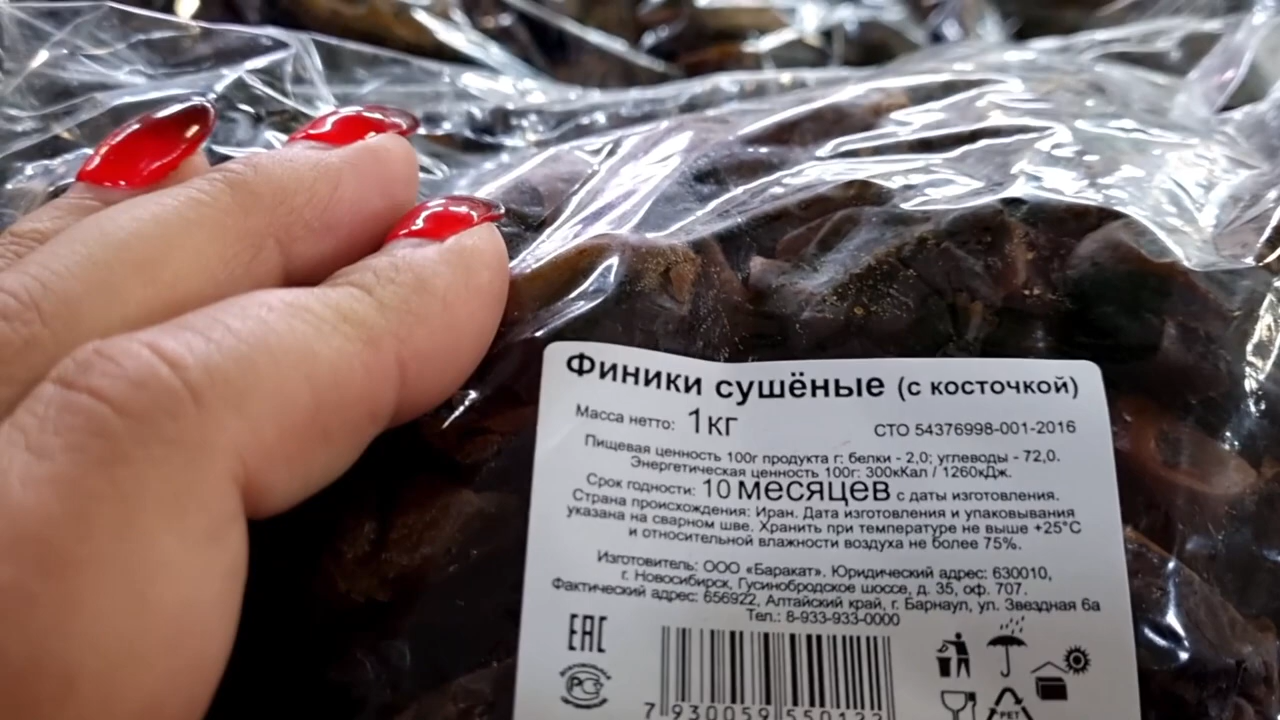 Финики сушёные (с косточкой)
Масса нетто: 1кг
СТО 54376998-001-2016
Пищевая ценность 100г продукта г: белки - 2,0; углеводы - 72,0.
Энергетическая ценность 100г: 300кКал / 1260кДж.
Срок годности: 10 месяцев с даты изготовления.
Страна происхождения: Иран. Дата изготовления и упаковывания
указана на сварном шве. Хранить при температуре не выше +25°С
и относительной влажности воздуха не более 75%.
Изготовитель: ООО «Баракат». Юридический адрес: 630010,
г. Новосибирск, Гусинобродское шоссе, д. 35, оф. 707.
Фактический адрес: 656922, Алтайский край, г. Барнаул, ул. Звездная 6а
Тел.: 8-933-933-0000
ЕАС
РСТ
PET
7 930059 550122